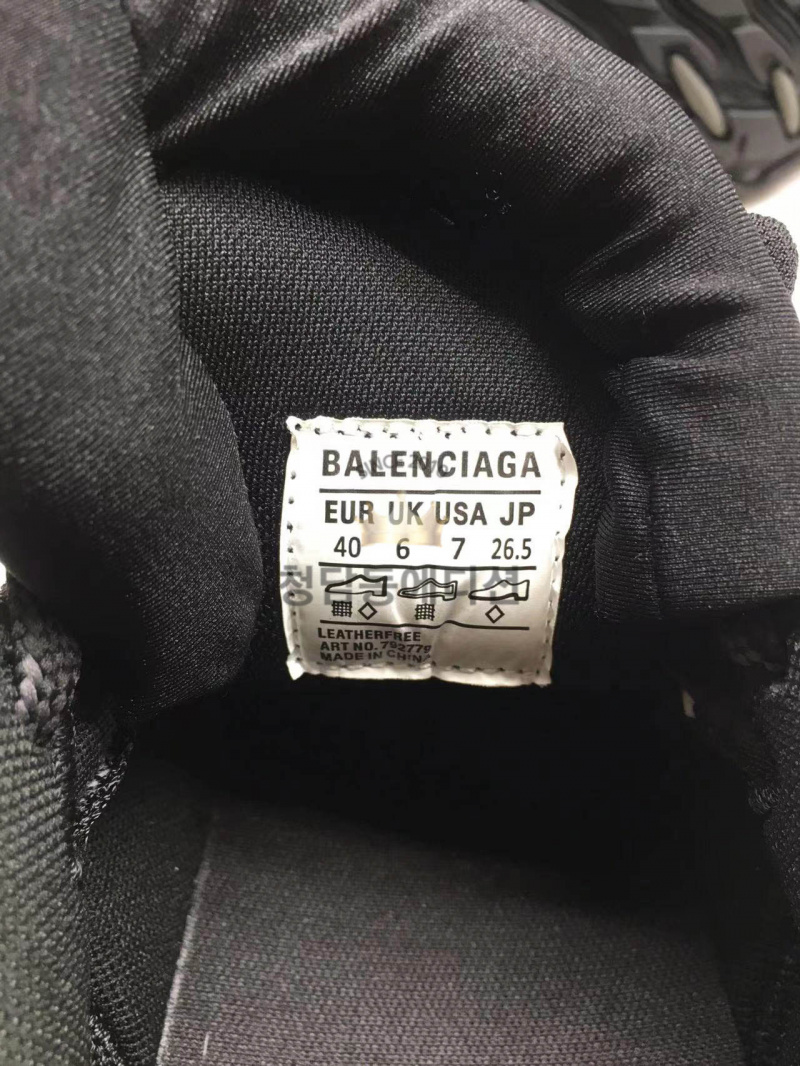 BALENCIAGA
EUR UK USA JP
40 6 7 26.5
청담동에디션
LEATHERFREE
ART NO. 792779
MADE IN CHINA